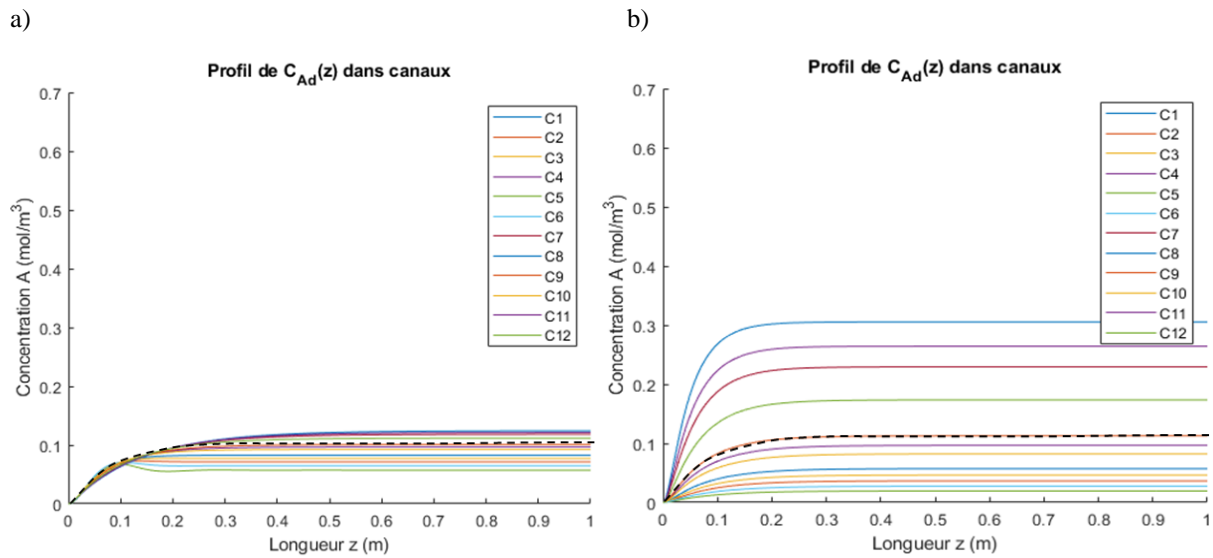 a)
b)
Profil de C_Ad(z) dans canaux
0.7
0.6
0.5
0.4
0.3
0.2
0.1
0
Concentration A (mol/m³)
C1
C2
C3
C4
C5
C6
C7
C8
C9
C10
C11
C12
0 0.1 0.2 0.3 0.4 0.5 0.6 0.7 0.8 0.9 1
Longueur z (m)
Profil de C_Ad(z) dans canaux
0.7
0.6
0.5
0.4
0.3
0.2
0.1
0
Concentration A (mol/m³)
C1
C2
C3
C4
C5
C6
C7
C8
C9
C10
C11
C12
0 0.1 0.2 0.3 0.4 0.5 0.6 0.7 0.8 0.9 1
Longueur z (m)